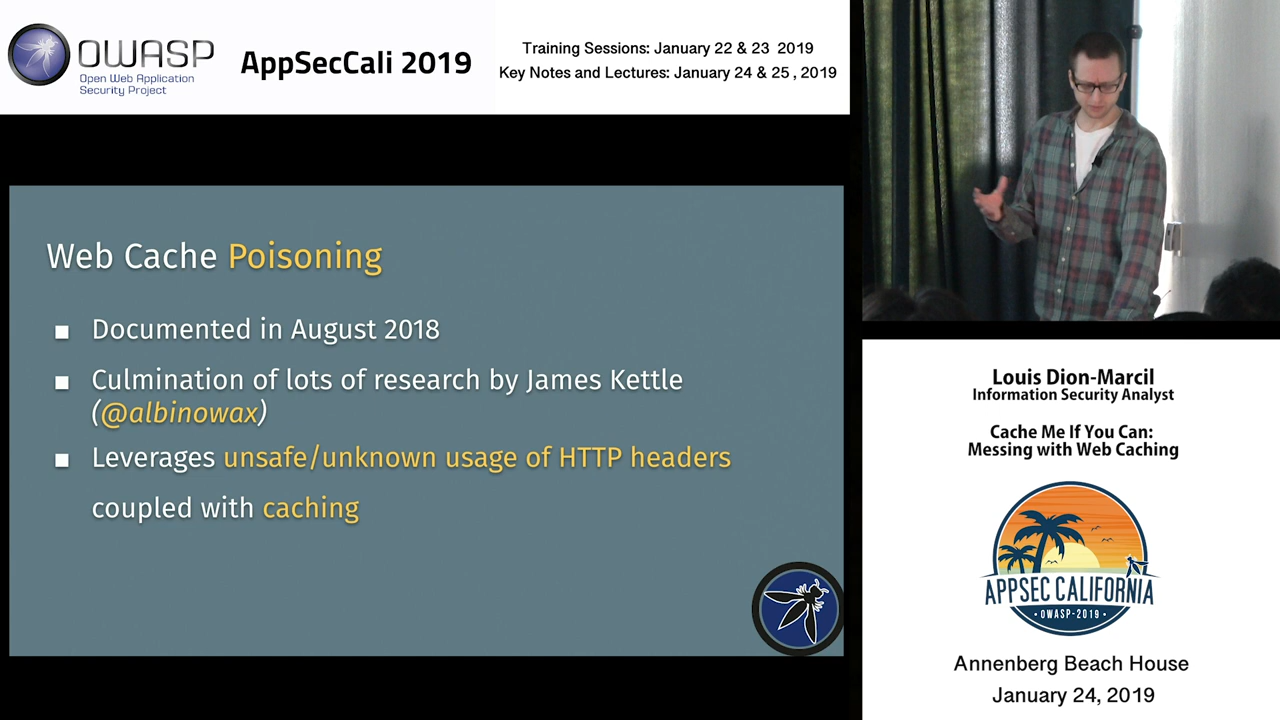 OWASP
Open Web Application
Security Project
AppSecCali 2019
Training Sessions: January 22 & 23 2019
Key Notes and Lectures: January 24 & 25 , 2019
Web Cache Poisoning
Documented in August 2018
Culmination of lots of research by James Kettle
(@albinowax)
Leverages unsafe/unknown usage of HTTP headers
coupled with caching
Louis Dion-Marcil
Information Security Analyst
Cache Me If You Can:
Messing with Web Caching
APPSEC CALIFORNIA
• OWASP-2019 •
Annenberg Beach House
January 24, 2019